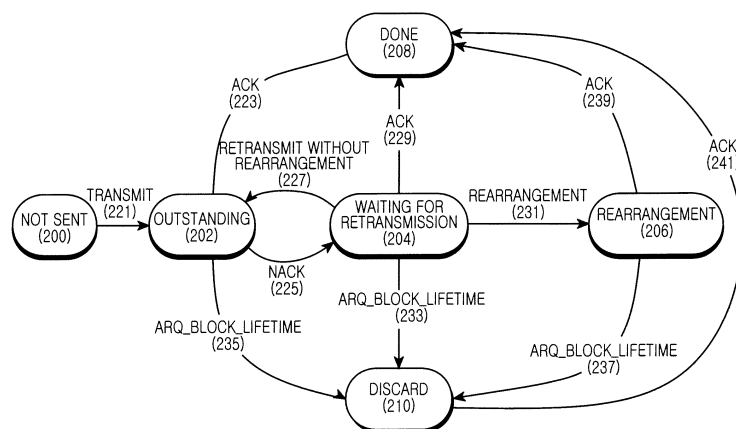 DONE
(208)
ACK
(223)
ACK
(239)
ACK
(229)
ACK
(241)
RETRANSMIT WITHOUT
REARRANGEMENT
(227)
TRANSMIT
(221)
NOT SENT
(200)
OUTSTANDING
(202)
WAITING FOR
RETRANSMISSION
(204)
REARRANGEMENT
(231)
REARRANGEMENT
(206)
NACK
(225)
ARQ_BLOCK_LIFETIME
(233)
ARQ_BLOCK_LIFETIME
(235)
ARQ_BLOCK_LIFETIME
(237)
DISCARD
(210)